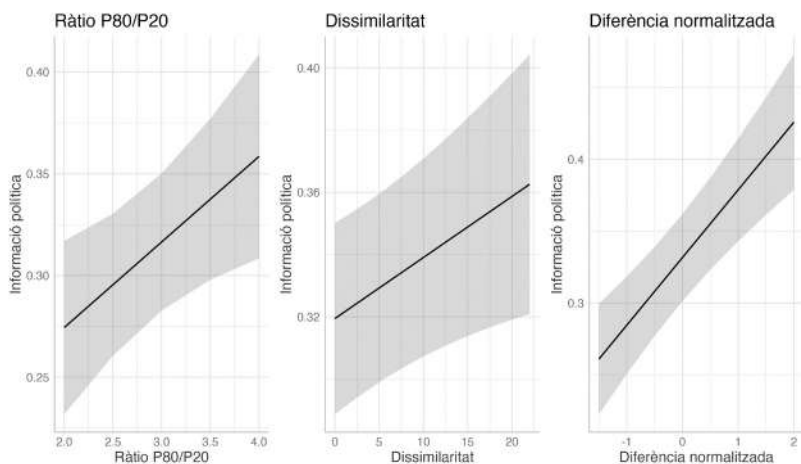 Ràtio P80/P20
Informació política
0.40
0.35
0.30
0.25
2.0 2.5 3.0 3.5 4.0
Ràtio P80/P20
Dissimilaritat
Informació política
0.40
0.36
0.32
0 5 10 15 20
Dissimilaritat
Diferència normalitzada
Informació política
0.4
0.3
-1 0 1 2
Diferència normalitzada